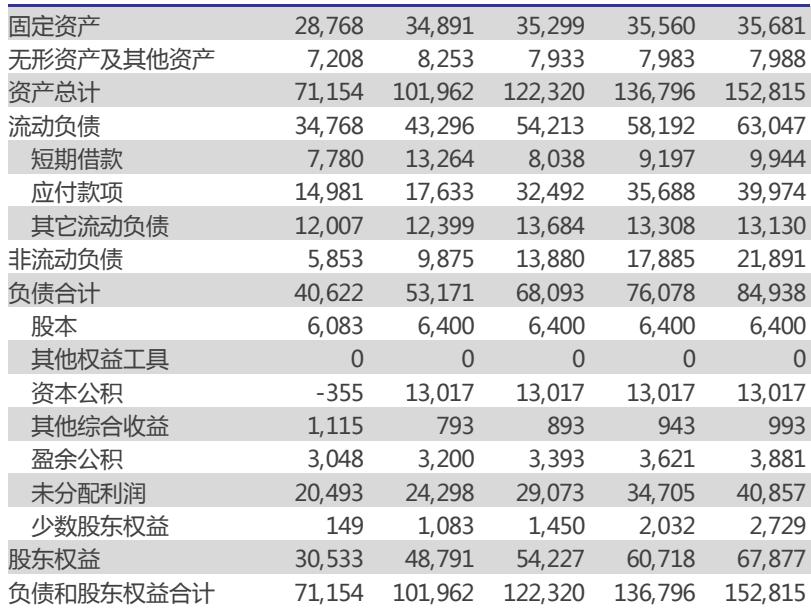 固定资产 28,768 34,891 35,299 35,560 35,681
无形资产及其他资产 7,208 8,253 7,933 7,983 7,988
资产总计 71,154 101,962 122,320 136,796 152,815
流动负债 34,768 43,296 54,213 58,192 63,047
短期借款 7,780 13,264 8,038 9,197 9,944
应付款项 14,981 17,633 32,492 35,688 39,974
其它流动负债 12,007 12,399 13,684 13,308 13,130
非流动负债 5,853 9,875 13,880 17,885 21,891
负债合计 40,622 53,171 68,093 76,078 84,938
股本 6,083 6,400 6,400 6,400 6,400
其他权益工具 0 0 0 0 0
资本公积 -355 13,017 13,017 13,017 13,017
其他综合收益 1,115 793 893 943 993
盈余公积 3,048 3,200 3,393 3,621 3,881
未分配利润 20,493 24,298 29,073 34,705 40,857
少数股东权益 149 1,083 1,450 2,032 2,729
股东权益 30,533 48,791 54,227 60,718 67,877
负债和股东权益合计 71,154 101,962 122,320 136,796 152,815